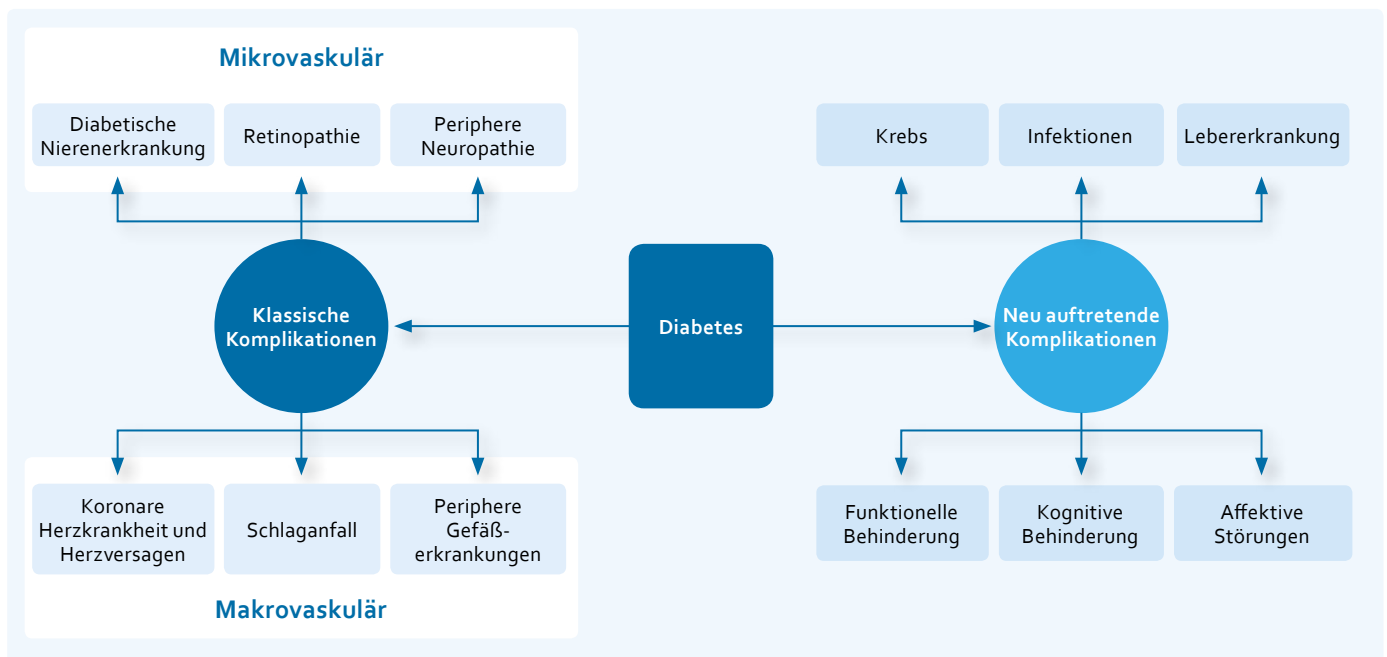 Mikrovaskulär
Diabetische
Nierenerkrankung
Retinopathie
Periphere
Neuropathie
Krebs
Infektionen
Lebererkrankung
Klassische
Komplikationen
Diabetes
Neu auftretende
Komplikationen
Koronare
Herzkrankheit und
Herzversagen
Schlaganfall
Periphere
Gefäß-
erkrankungen
Funktionelle
Behinderung
Kognitive
Behinderung
Affektive
Störungen
Makrovaskulär